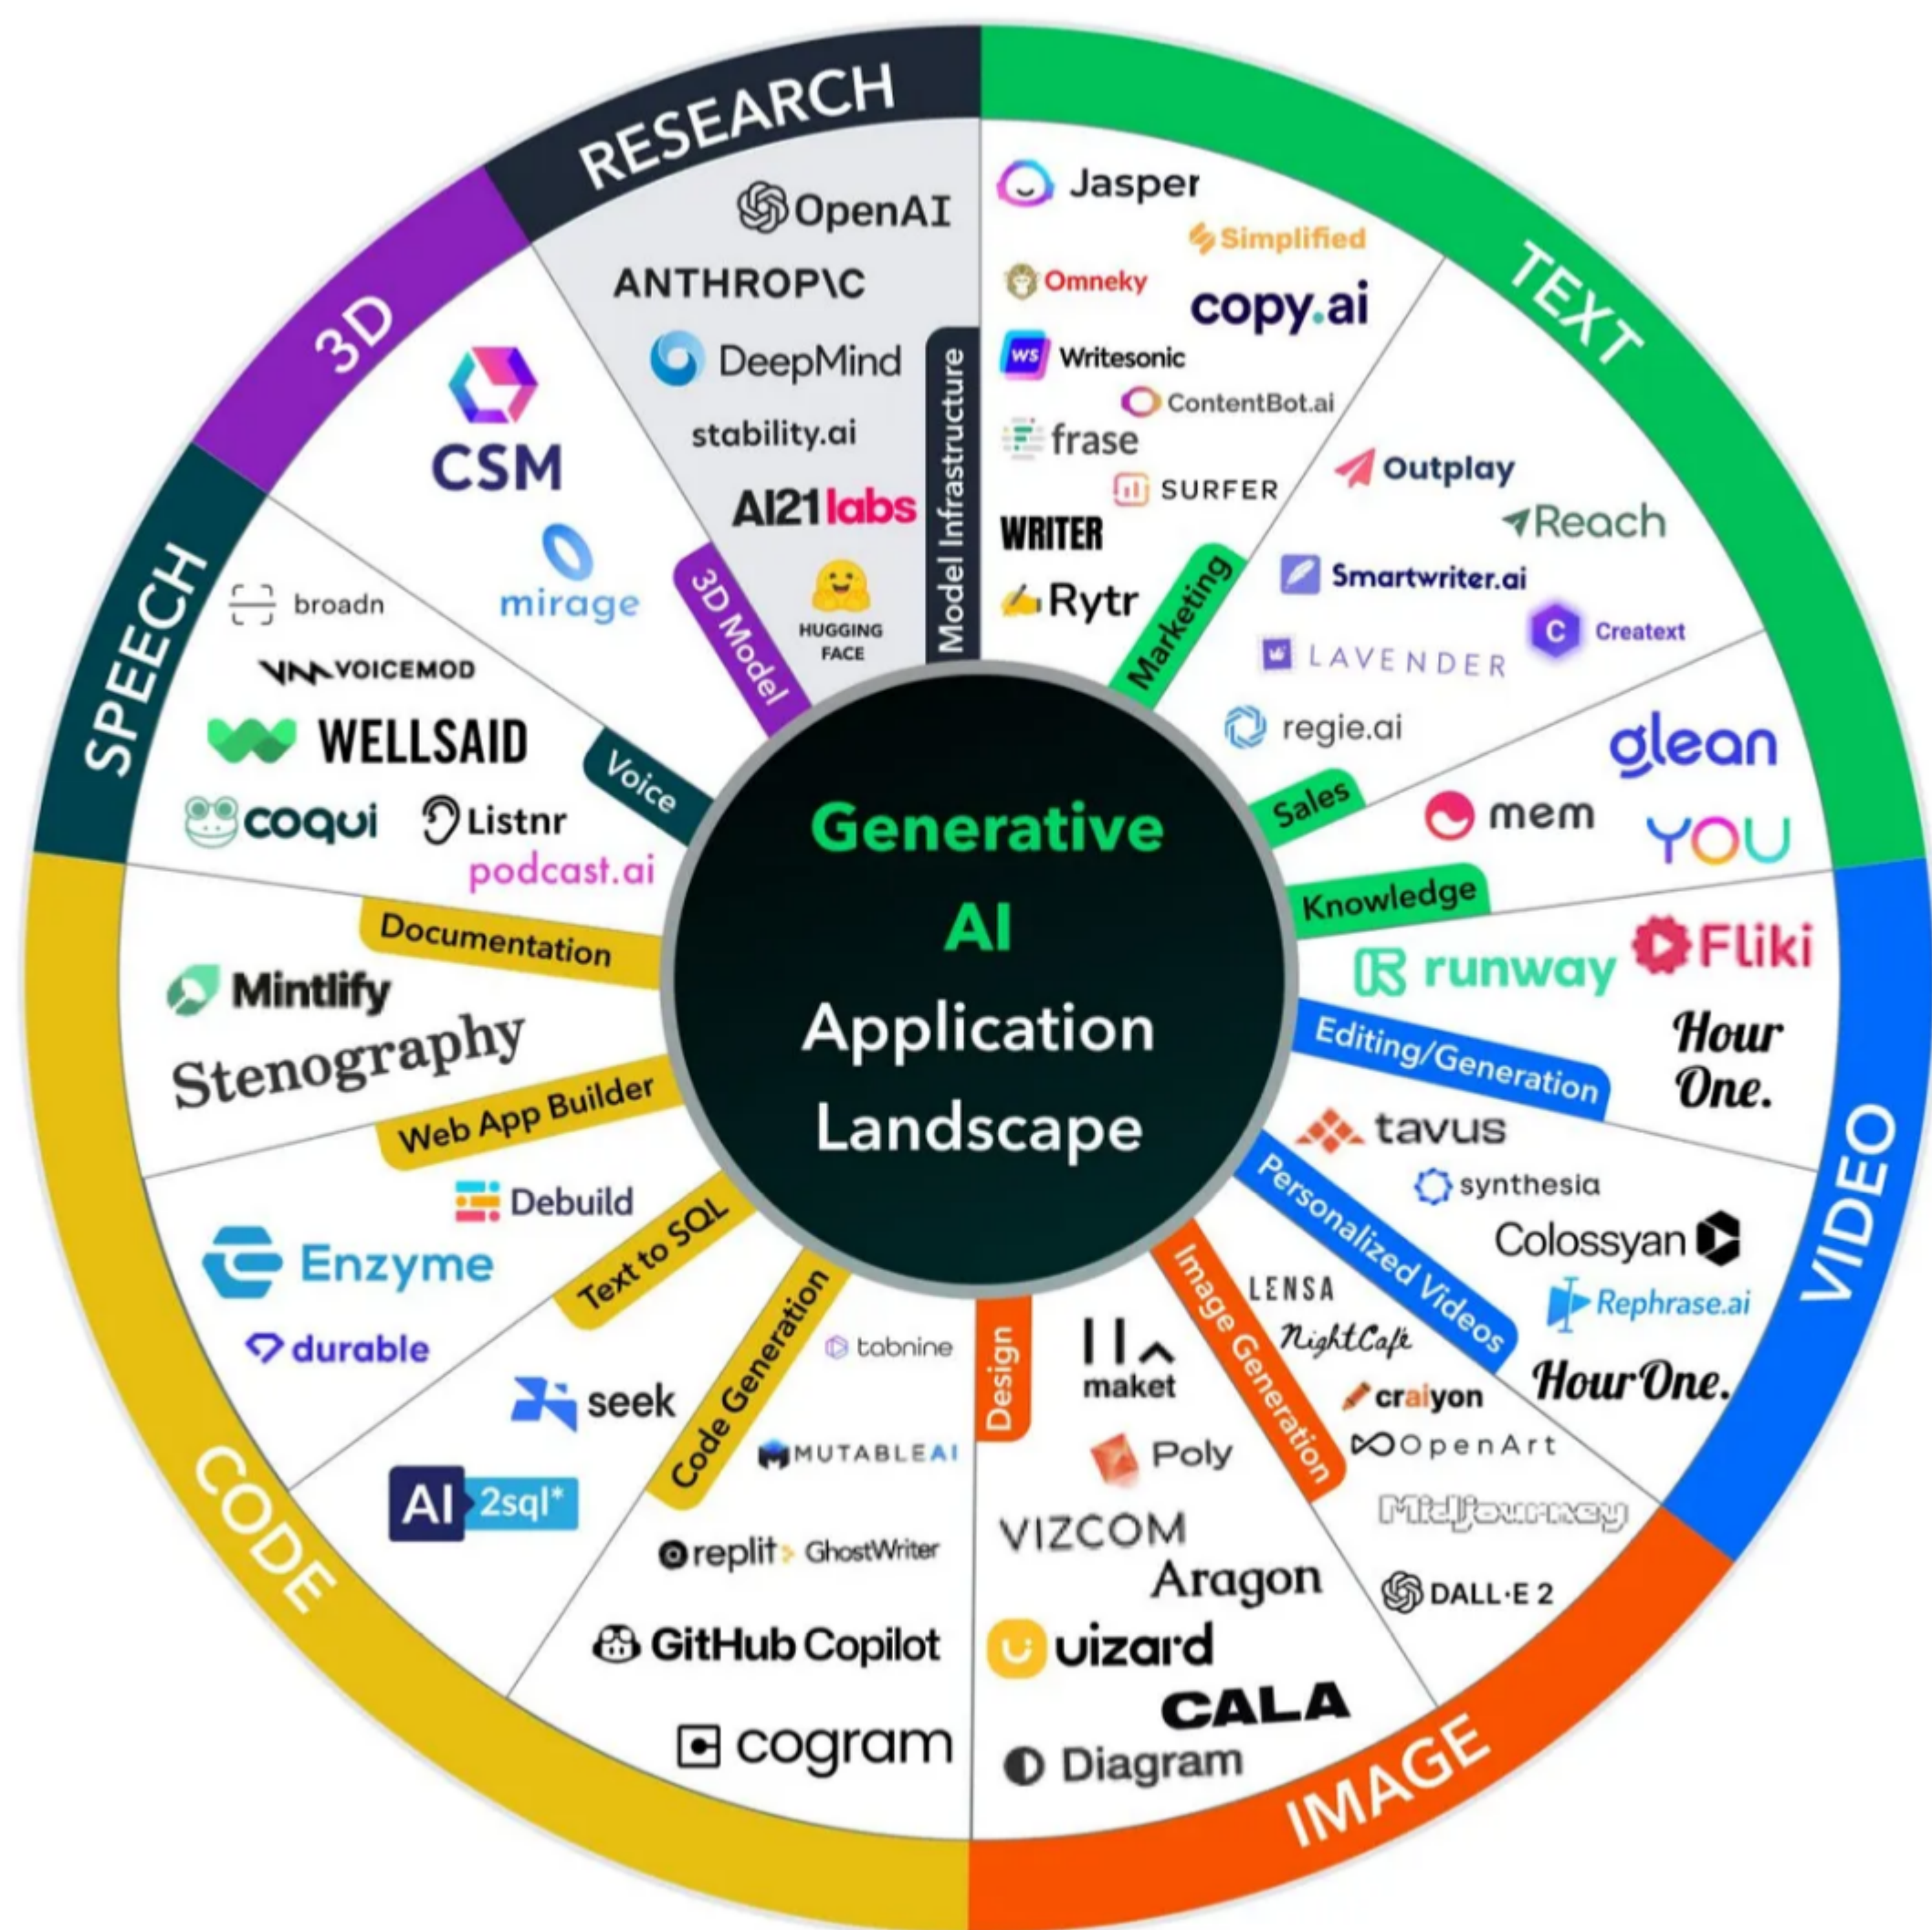 Generative
AI
Application
Landscape
RESEARCH
OpenAI
ANTHROP\C
DeepMind
stability.ai
AI21labs
HUGGING
FACE
Model Infrastructure
TEXT
Jasper
Simplified
Omneky
copy.ai
WS Writesonic
ContentBot.ai
frase
SURFER
WRITER
Rytr
Marketing
Outplay
Reach
Smartwriter.ai
C Creatext
LAVENDER
regie.ai
Sales
glean
mem
YOU
Knowledge
VIDEO
runway
Fliki
Hour
One.
Editing/Generation
tavus
synthesia
Colossyan
Rephrase.ai
Hour One.
Personalized Videos
IMAGE
LENSA
NightCafé
craiyon
OpenArt
Midjourney
DALL·E 2
Image Generation
maket
Poly
VIZCOM
Aragon
uizard
CALA
Diagram
Design
CODE
tabnine
MUTABLEAI
replit GhostWriter
GitHub Copilot
cogram
Code Generation
seek
AI 2sql*
Text to SQL
Debuild
Enzyme
durable
Web App Builder
Mintlify
Stenography
Documentation
SPEECH
broadn
VOICEMOD
WELLSAID
coqui
Listnr
podcast.ai
Voice
3D
CSM
mirage
3D Model